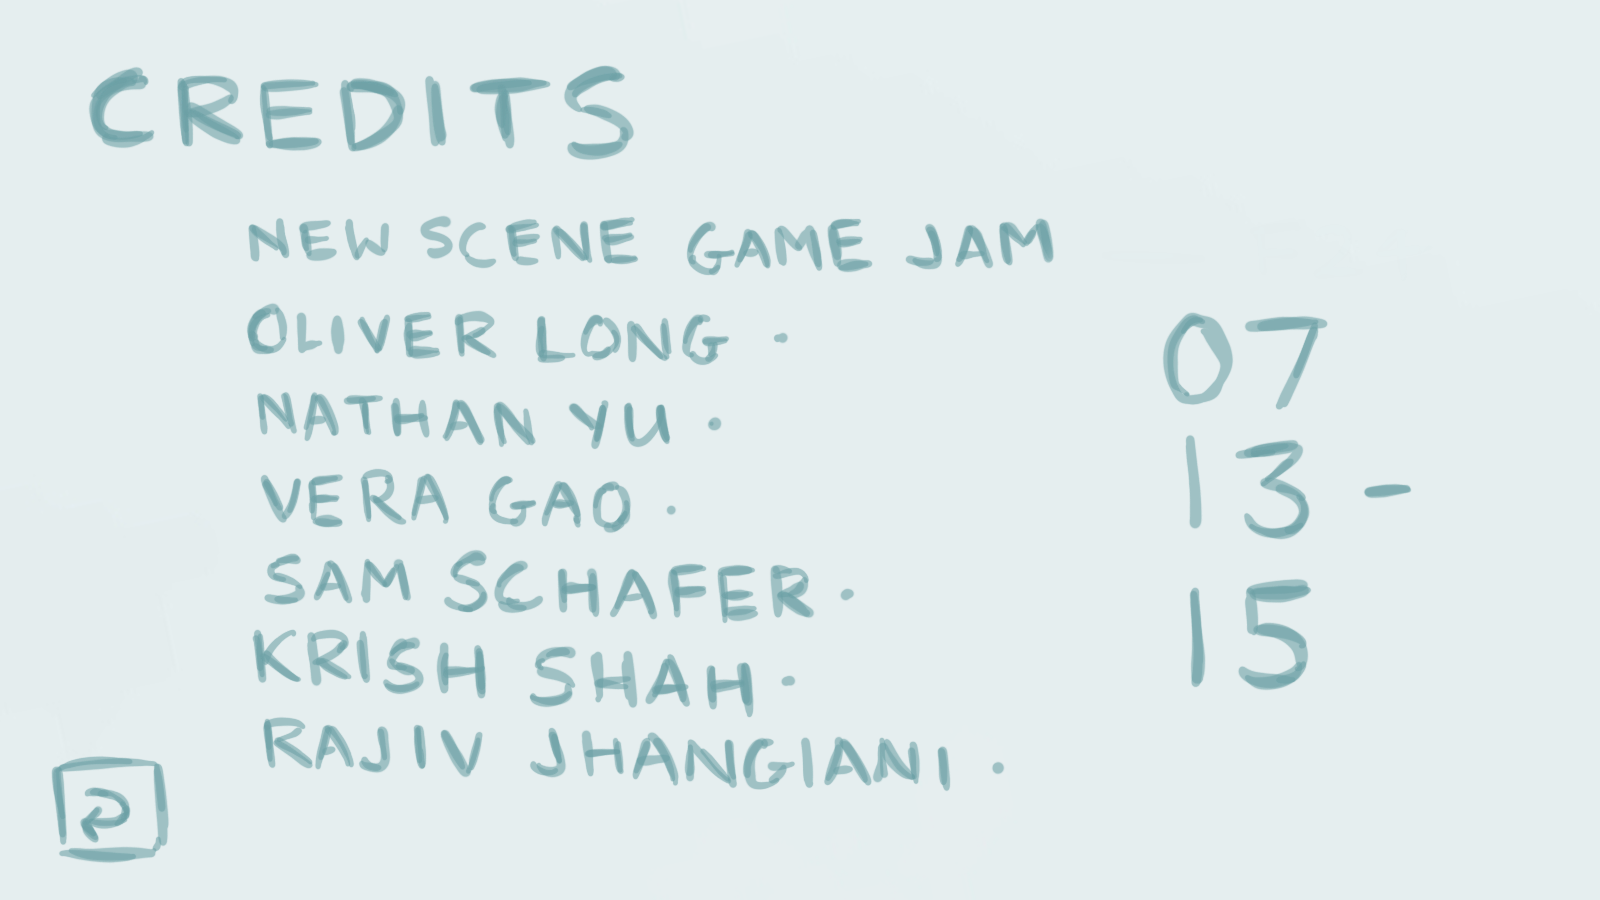 CREDITS
NEW SCENE GAME JAM
OLIVER LONG ·
NATHAN YU ·
VERA GAO ·
SAM SCHAFER ·
KRISH SHAH ·
RAJIV JHANGIANI ·
07
13 -
15